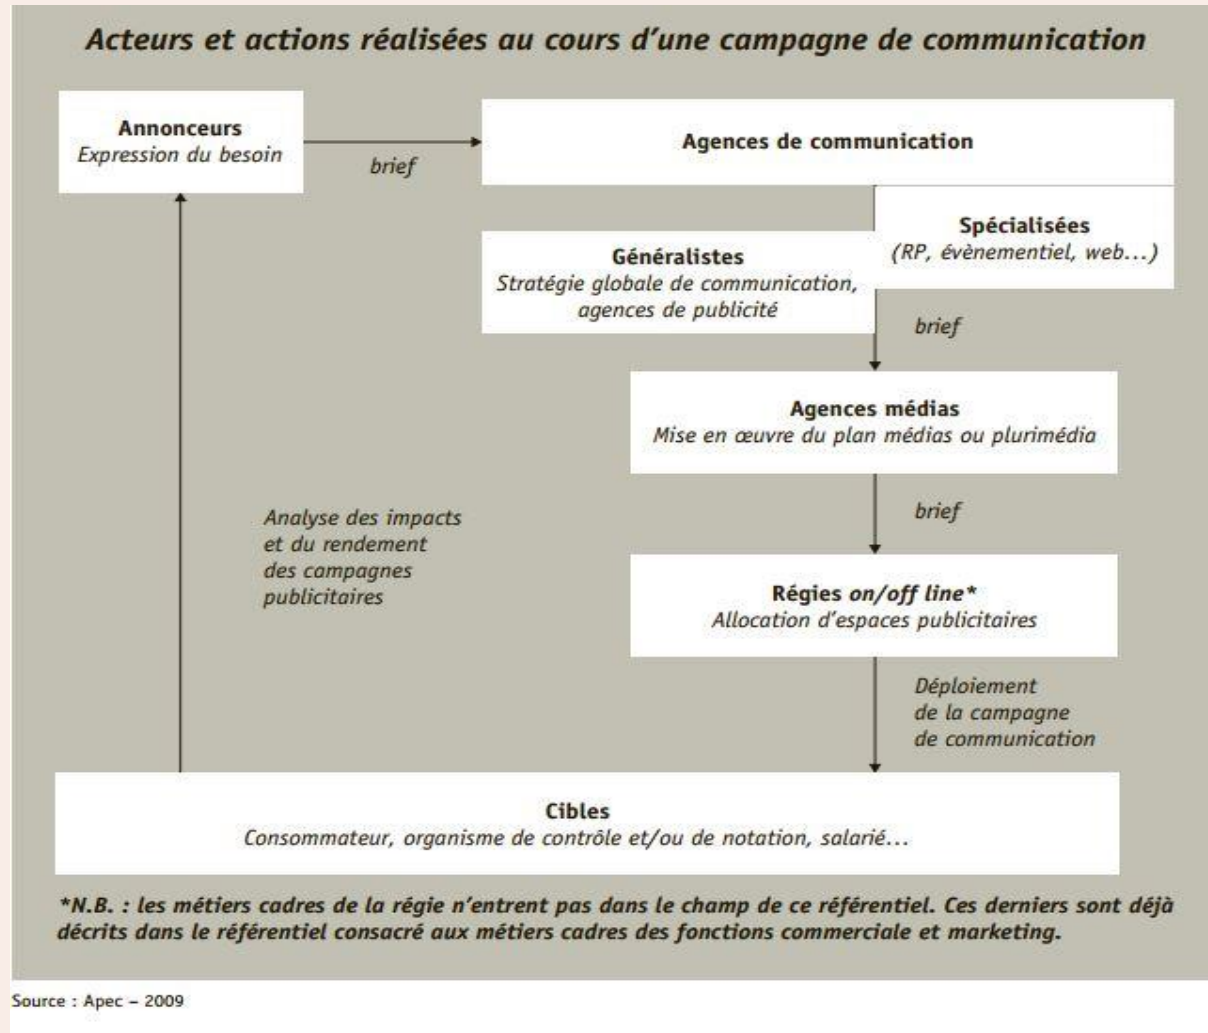 Acteurs et actions réalisées au cours d’une campagne de communication
Annonceurs
Expression du besoin
brief
Agences de communication
Spécialisées
(RP, évènementiel, web...)
Généralistes
Stratégie globale de communication,
agences de publicité
brief
Agences médias
Mise en œuvre du plan médias ou plurimédia
brief
Analyse des impacts
et du rendement
des campagnes
publicitaires
Régies on/off line*
Allocation d’espaces publicitaires
Déploiement
de la campagne
de communication
Cibles
Consommateur, organisme de contrôle et/ou de notation, salarié...
*N.B. : les métiers cadres de la régie n’entrent pas dans le champ de ce référentiel. Ces derniers sont déjà
décrits dans le référentiel consacré aux métiers cadres des fonctions commerciale et marketing.
Source : Apec – 2009